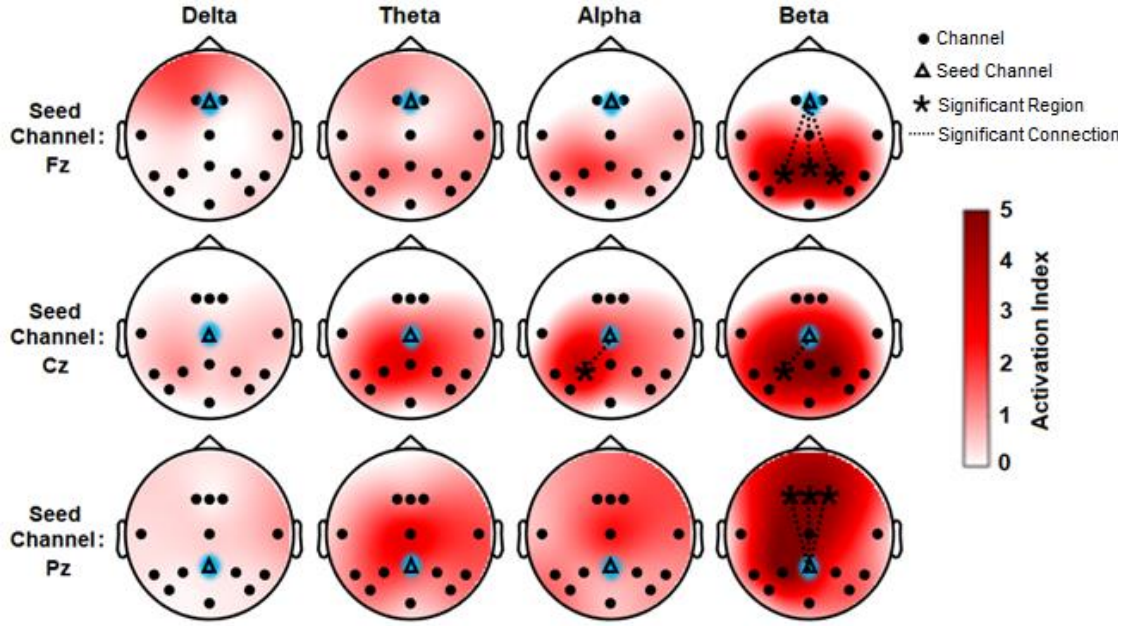 Delta Theta Alpha Beta
Channel
Seed Channel
Significant Region
Significant Connection
Seed
Channel:
Fz
Seed
Channel:
Cz
Seed
Channel:
Pz
5
4
3
2
1
0
Activation Index